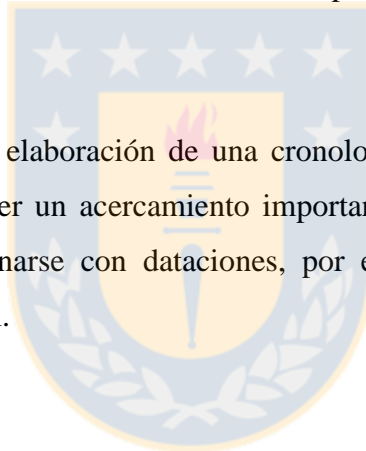 elaboración de una cronolo
er un acercamiento importan
narse con dataciones, por e